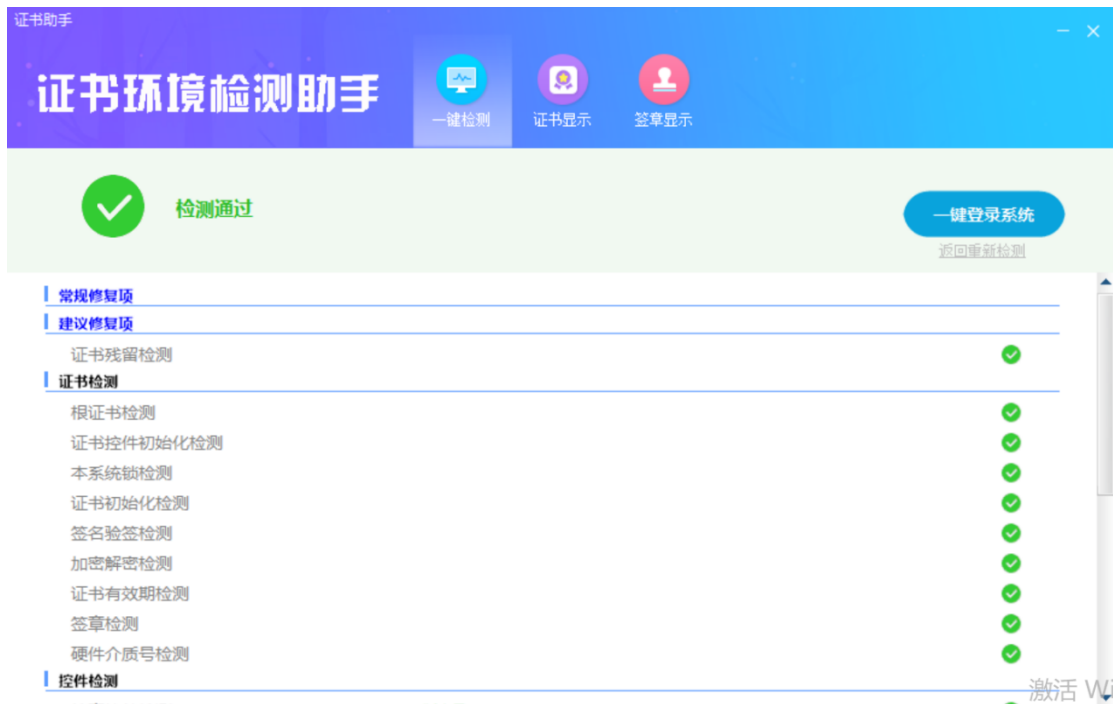 证书助手
证书环境检测助手
一键检测
证书显示
签章显示
检测通过
一键登录系统
返回重新检测
常规修复项
建议修复项
证书残留检测
证书检测
根证书检测
证书控件初始化检测
本系统锁检测
证书初始化检测
签名验签检测
加密解密检测
证书有效期检测
签章检测
硬件介质号检测
控件检测
激活 Wi